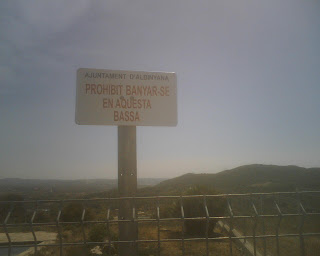 AJUNTAMENT D'ALBINYANA
PROHIBIT BANYAR-SE
EN AQUESTA
BASSA